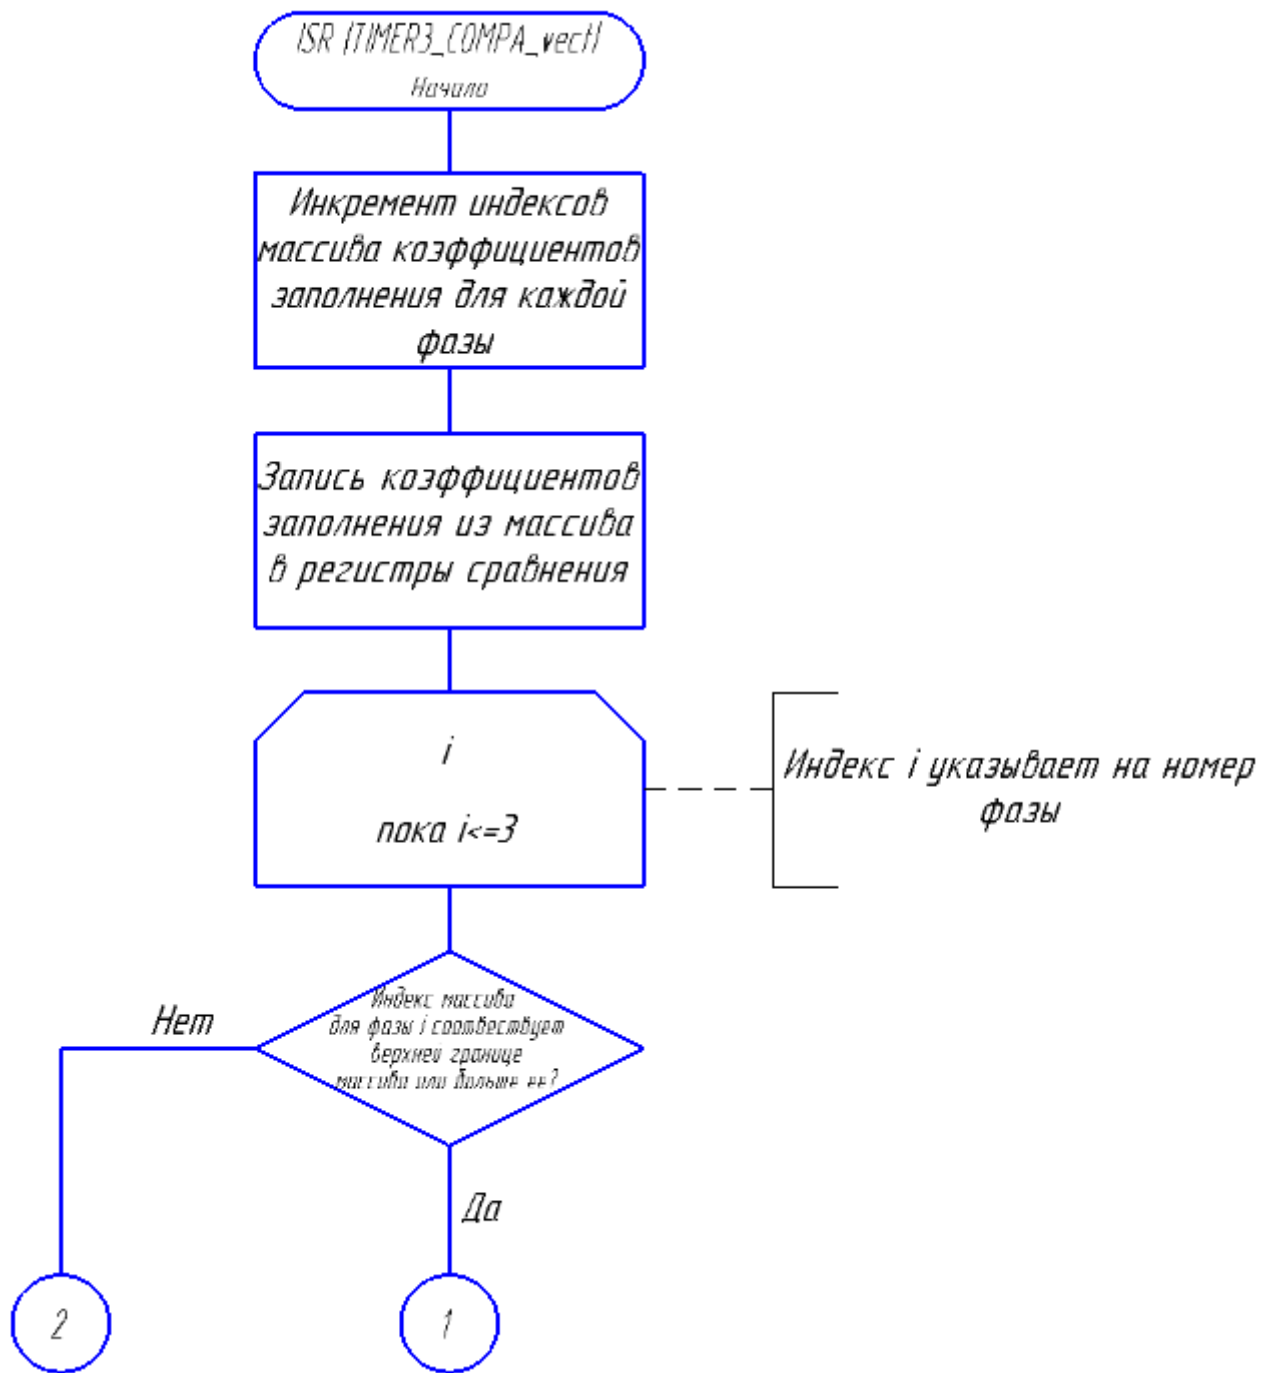 ISR (TIMER3_COMPA_vect)
Начало
Инкремент индексов
массива коэффициентов
заполнения для каждой
фазы
Запись коэффициентов
заполнения из массива
в регистры сравнения
i
пока i<=3
Индекс i указывает на номер
фазы
Индекс массива
для фазы i соотвествует
верхней границе
массива или больше ее?
Нет
Да
2
1